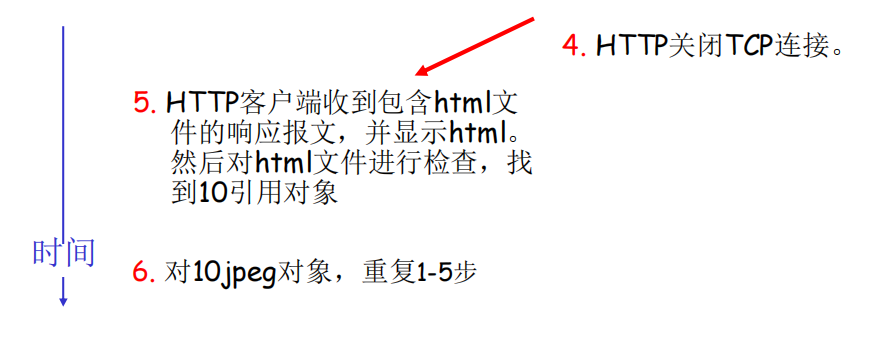 4. HTTP关闭TCP连接。
5. HTTP客户端收到包含html文
件的响应报文，并显示html。
然后对html文件进行检查，找
到10引用对象
时间
6. 对10jpeg对象，重复1-5步